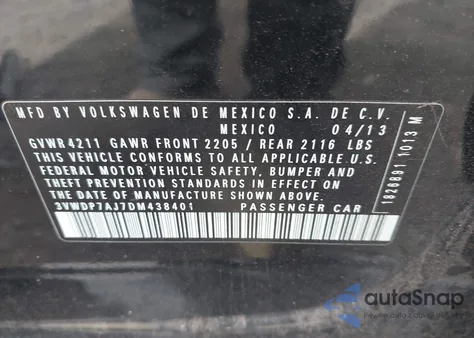 MFD BY VOLKSWAGEN DE MEXICO S.A. DE C.V.
MEXICO 04/13
GVWR4211 GAWR FRONT 2205 / REAR 2116 LBS
THIS VEHICLE CONFORMS TO ALL APPLICABLE U.S.
FEDERAL MOTOR VEHICLE SAFETY, BUMPER AND
THEFT PREVENTION STANDARDS IN EFFECT ON
THE DATE OF MANUFACTURE SHOWN ABOVE.
3VWDP7AJ7DM438401 PASSENGER CAR
1826891 1013 M
autoSnap